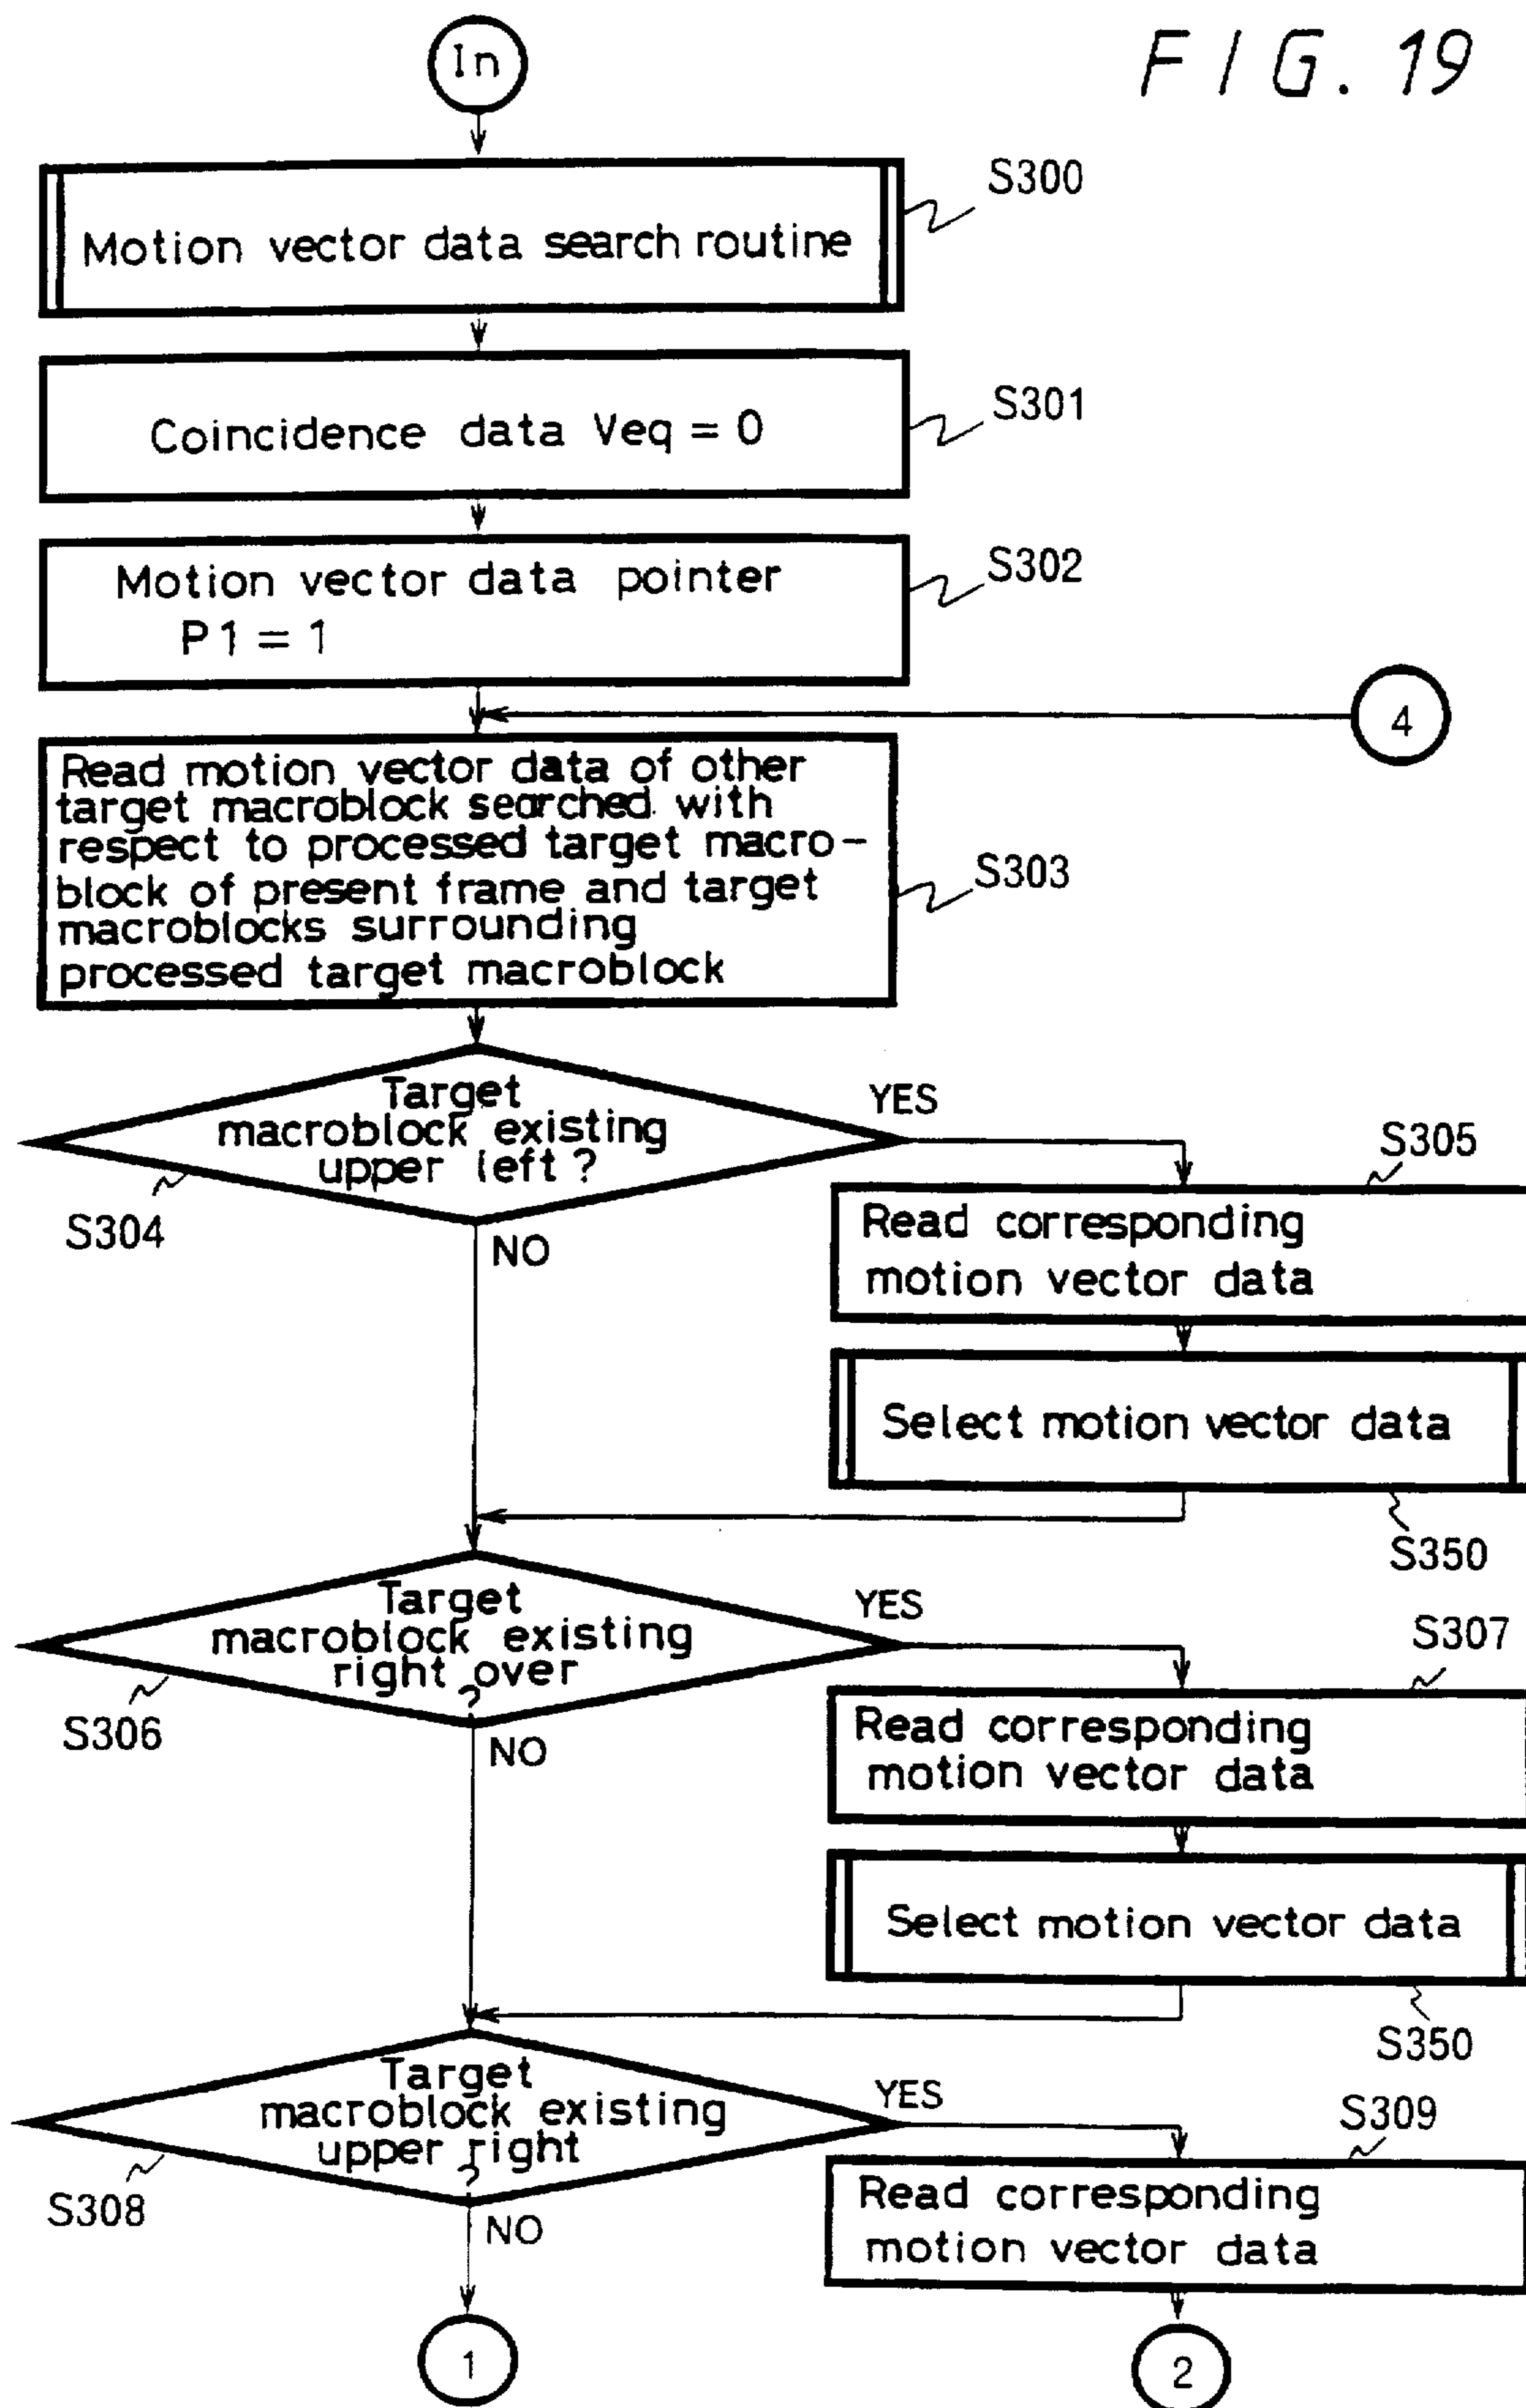 FIG. 19
In
S300
Motion vector data search routine
S301
Coincidence data Veq = 0
S302
Motion vector data pointer
P1 = 1
4
Read motion vector data of other
target macroblock searched with
respect to processed target macro-
block of present frame and target
macroblocks surrounding
processed target macroblock
S303
Target
macroblock existing
upper left ?
YES
S304
NO
S305
Read corresponding
motion vector data
Select motion vector data
S350
Target
macroblock existing
right over
?
YES
S306
NO
S307
Read corresponding
motion vector data
Select motion vector data
S350
Target
macroblock existing
upper right
?
YES
S308
NO
S309
Read corresponding
motion vector data
1
2